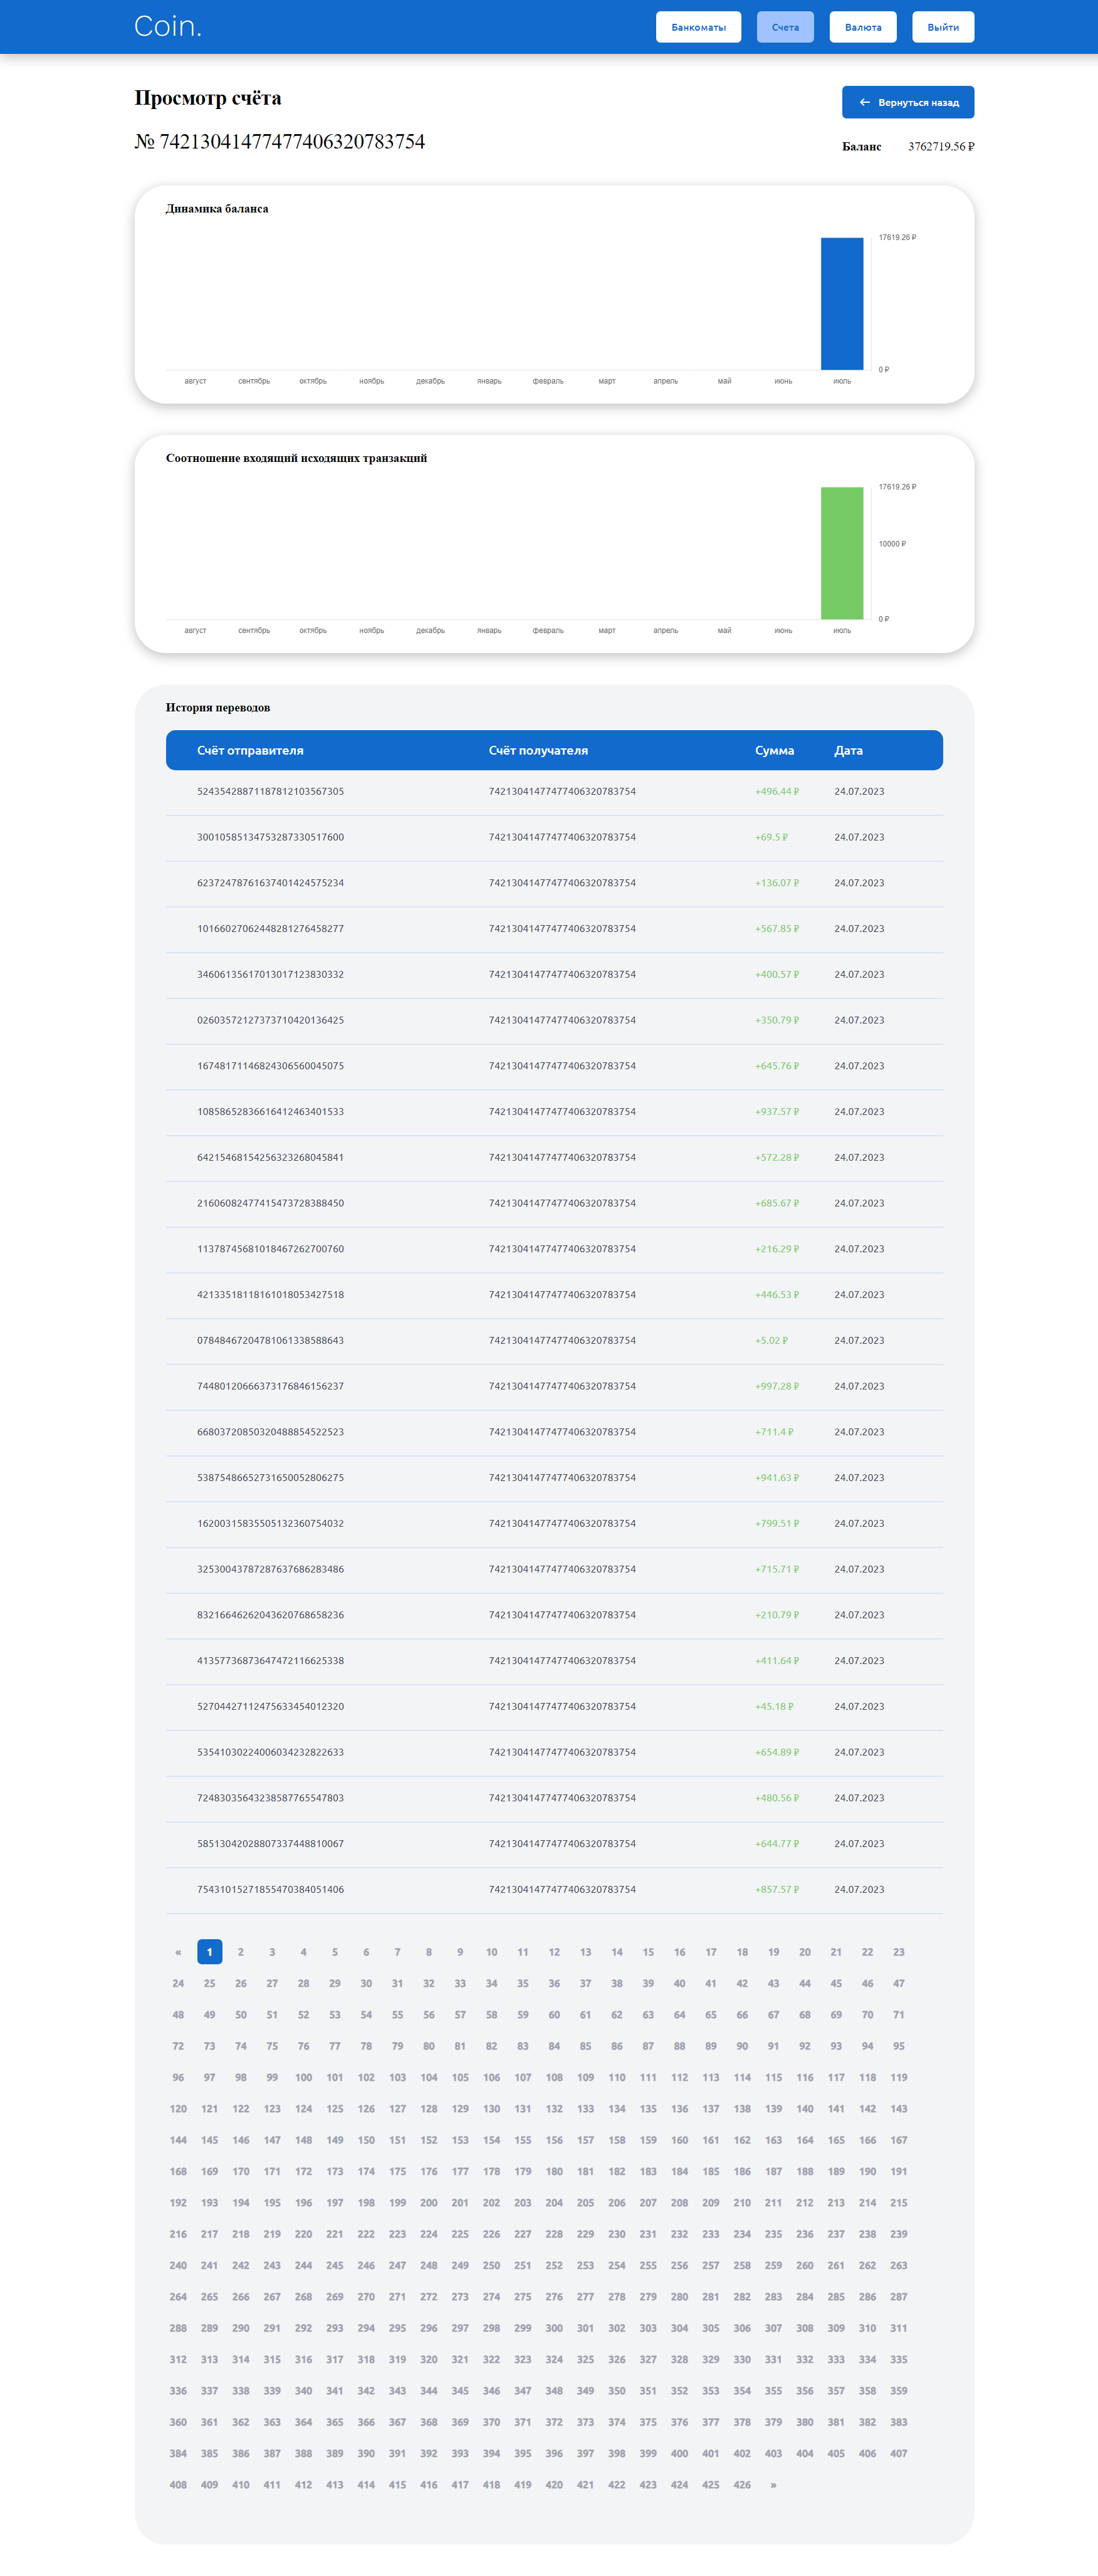 Coin.
Банкоматы Счета Валюта Выйти
Просмотр счёта
Вернуться назад
№ 74213041477477406320783754
Баланс 3762719.56 ₽
Динамика баланса
17619.26 ₽
0 ₽
август сентябрь октябрь ноябрь декабрь январь февраль март апрель май июнь июль
Соотношение входящий исходящих транзакций
17619.26 ₽
10000 ₽
0 ₽
август сентябрь октябрь ноябрь декабрь январь февраль март апрель май июнь июль
История переводов
Счёт отправителя Счёт получателя Сумма Дата
52435428871187812103567305 74213041477477406320783754 +496.44 ₽ 24.07.2023
30010585134753287330517600 74213041477477406320783754 +69.5 ₽ 24.07.2023
62372478761637401424575234 74213041477477406320783754 +136.07 ₽ 24.07.2023
10166027062448281276458277 74213041477477406320783754 +567.85 ₽ 24.07.2023
34606135617013017123830332 74213041477477406320783754 +400.57 ₽ 24.07.2023
02603572127373710420136425 74213041477477406320783754 +350.79 ₽ 24.07.2023
16748171146824306560045075 74213041477477406320783754 +645.76 ₽ 24.07.2023
10858652836616412463401533 74213041477477406320783754 +937.57 ₽ 24.07.2023
64215468154256323268045841 74213041477477406320783754 +572.28 ₽ 24.07.2023
21606082477415473728388450 74213041477477406320783754 +685.67 ₽ 24.07.2023
11378745681018467262700760 74213041477477406320783754 +216.29 ₽ 24.07.2023
42133518118161018053427518 74213041477477406320783754 +446.53 ₽ 24.07.2023
07848467204781061338588643 74213041477477406320783754 +5.02 ₽ 24.07.2023
74480120666373176846156237 74213041477477406320783754 +997.28 ₽ 24.07.2023
66803720850320488854522523 74213041477477406320783754 +711.4 ₽ 24.07.2023
53875486652731650052806275 74213041477477406320783754 +941.63 ₽ 24.07.2023
16200315835505132360754032 74213041477477406320783754 +799.51 ₽ 24.07.2023
32530043787287637686283486 74213041477477406320783754 +715.71 ₽ 24.07.2023
83216646262043620768658236 74213041477477406320783754 +210.79 ₽ 24.07.2023
41357736873647472116625338 74213041477477406320783754 +411.64 ₽ 24.07.2023
52704427112475633454012320 74213041477477406320783754 +45.18 ₽ 24.07.2023
53541030224006034232822633 74213041477477406320783754 +654.89 ₽ 24.07.2023
72483035643238587765547803 74213041477477406320783754 +480.56 ₽ 24.07.2023
58513042028807337448810067 74213041477477406320783754 +644.77 ₽ 24.07.2023
75431015271855470384051406 74213041477477406320783754 +857.57 ₽ 24.07.2023
« 1 2 3 4 5 6 7 8 9 10 11 12 13 14 15 16 17 18 19 20 21 22 23
24 25 26 27 28 29 30 31 32 33 34 35 36 37 38 39 40 41 42 43 44 45 46 47
48 49 50 51 52 53 54 55 56 57 58 59 60 61 62 63 64 65 66 67 68 69 70 71
72 73 74 75 76 77 78 79 80 81 82 83 84 85 86 87 88 89 90 91 92 93 94 95
96 97 98 99 100 101 102 103 104 105 106 107 108 109 110 111 112 113 114 115 116 117 118 119
120 121 122 123 124 125 126 127 128 129 130 131 132 133 134 135 136 137 138 139 140 141 142 143
144 145 146 147 148 149 150 151 152 153 154 155 156 157 158 159 160 161 162 163 164 165 166 167
168 169 170 171 172 173 174 175 176 177 178 179 180 181 182 183 184 185 186 187 188 189 190 191
192 193 194 195 196 197 198 199 200 201 202 203 204 205 206 207 208 209 210 211 212 213 214 215
216 217 218 219 220 221 222 223 224 225 226 227 228 229 230 231 232 233 234 235 236 237 238 239
240 241 242 243 244 245 246 247 248 249 250 251 252 253 254 255 256 257 258 259 260 261 262 263
264 265 266 267 268 269 270 271 272 273 274 275 276 277 278 279 280 281 282 283 284 285 286 287
288 289 290 291 292 293 294 295 296 297 298 299 300 301 302 303 304 305 306 307 308 309 310 311
312 313 314 315 316 317 318 319 320 321 322 323 324 325 326 327 328 329 330 331 332 333 334 335
336 337 338 339 340 341 342 343 344 345 346 347 348 349 350 351 352 353 354 355 356 357 358 359
360 361 362 363 364 365 366 367 368 369 370 371 372 373 374 375 376 377 378 379 380 381 382 383
384 385 386 387 388 389 390 391 392 393 394 395 396 397 398 399 400 401 402 403 404 405 406 407
408 409 410 411 412 413 414 415 416 417 418 419 420 421 422 423 424 425 426 »